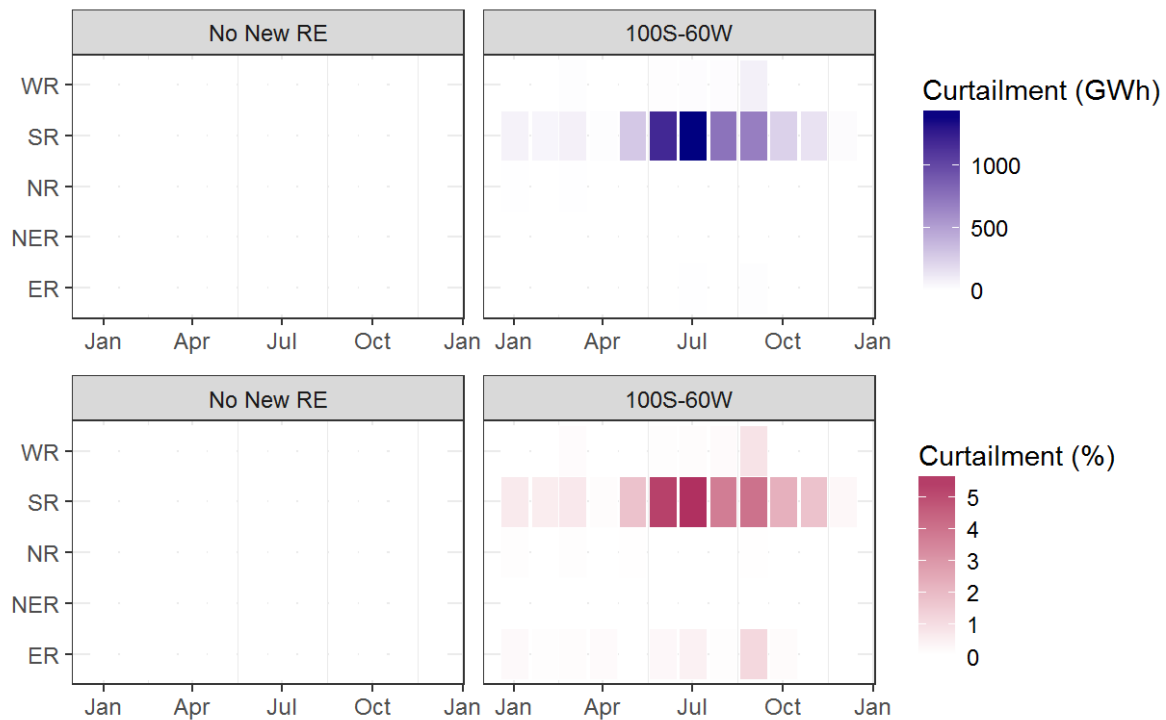 No New RE
100S-60W
WR
SR
NR
NER
ER
Jan Apr Jul Oct Jan
Jan Apr Jul Oct Jan
Curtailment (GWh)
1000
500
0
No New RE
100S-60W
WR
SR
NR
NER
ER
Jan Apr Jul Oct Jan
Jan Apr Jul Oct Jan
Curtailment (%)
5
4
3
2
1
0